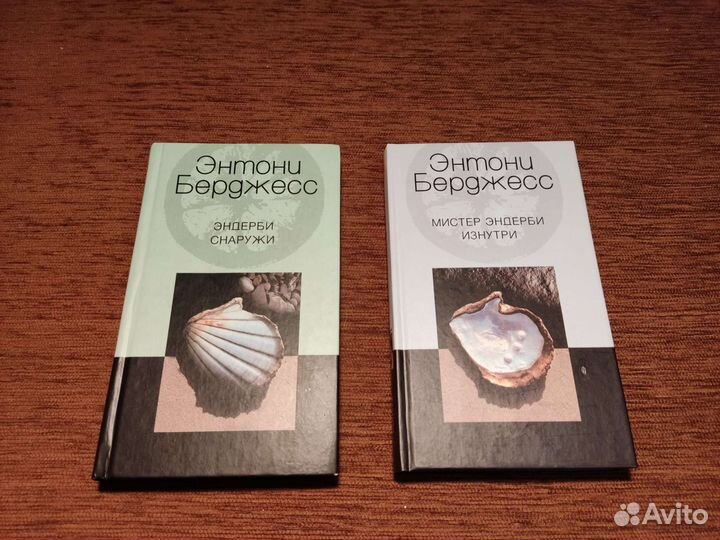 Энтони
Берджесс
ЭНДЕРБИ
СНАРУЖИ
Энтони
Берджесс
МИСТЕР ЭНДЕРБИ
ИЗНУТРИ
Avito